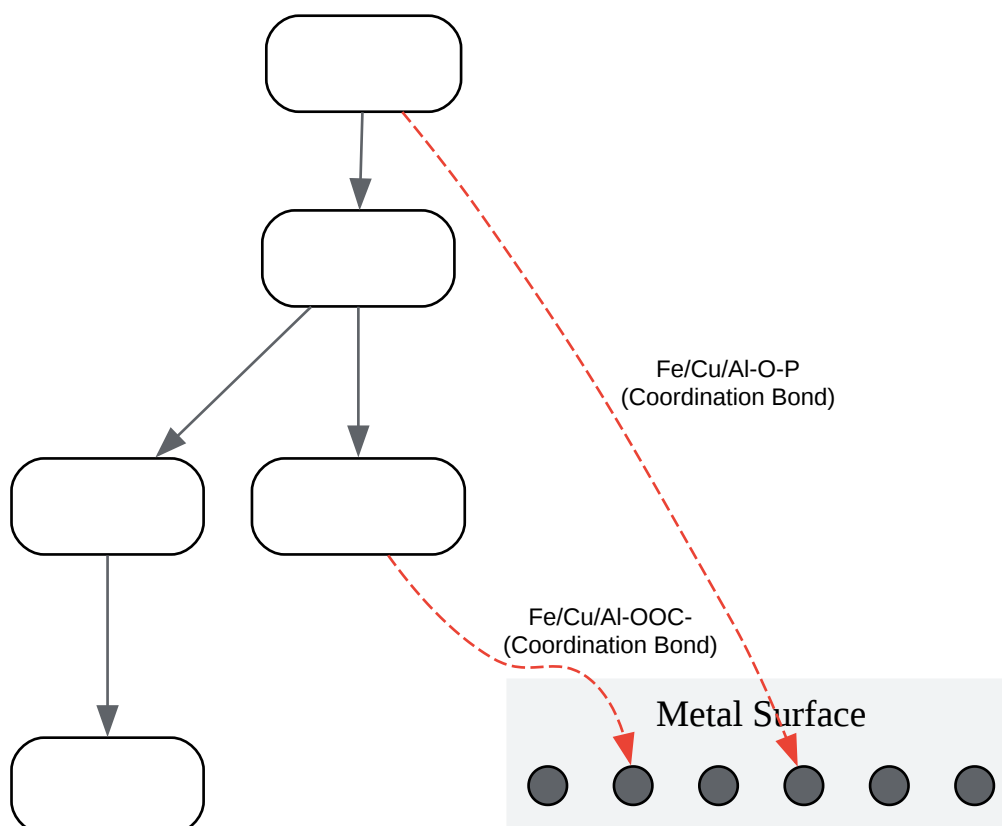 Fe/Cu/Al-O-P
(Coordination Bond)
Fe/Cu/Al-OOC-
(Coordination Bond)
Metal Surface